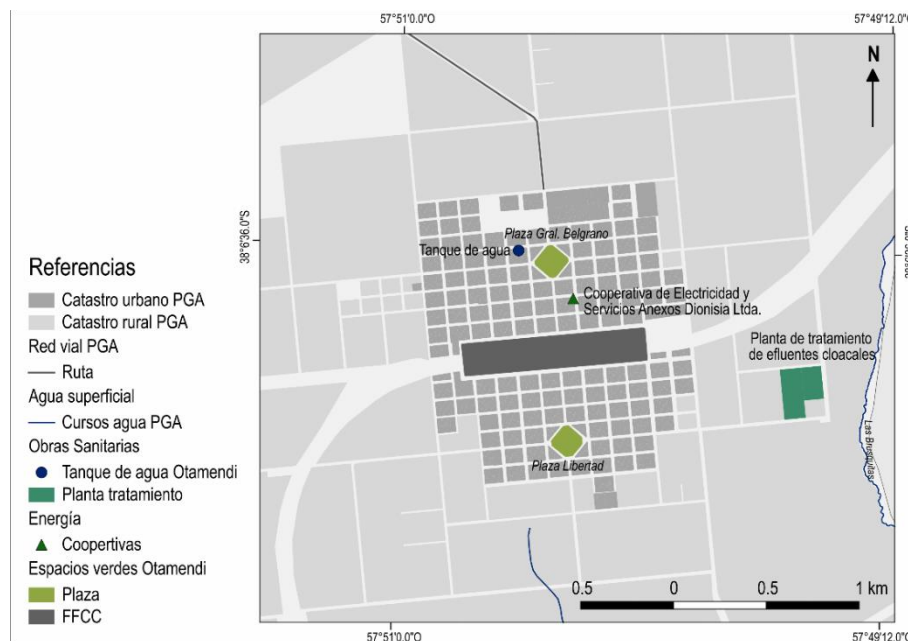 57°51'0.0"O
57°49'12.0"O
N
38°6'36.0"S
Plaza Gral. Belgrano
Tanque de agua
Cooperativa de Electricidad y
Servicios Anexos Dionisia Ltda.
Planta de tratamiento
de efluentes cloacales
Las Brusquitas
Plaza Libertad
Referencias
Catastro urbano PGA
Catastro rural PGA
Red vial PGA
Ruta
Agua superficial
Cursos agua PGA
Obras Sanitarias
Tanque de agua Otamendi
Planta tratamiento
Energía
Coopertivas
Espacios verdes Otamendi
Plaza
FFCC
0.5 0 0.5 1 km
57°51'0.0"O
57°49'12.0"O